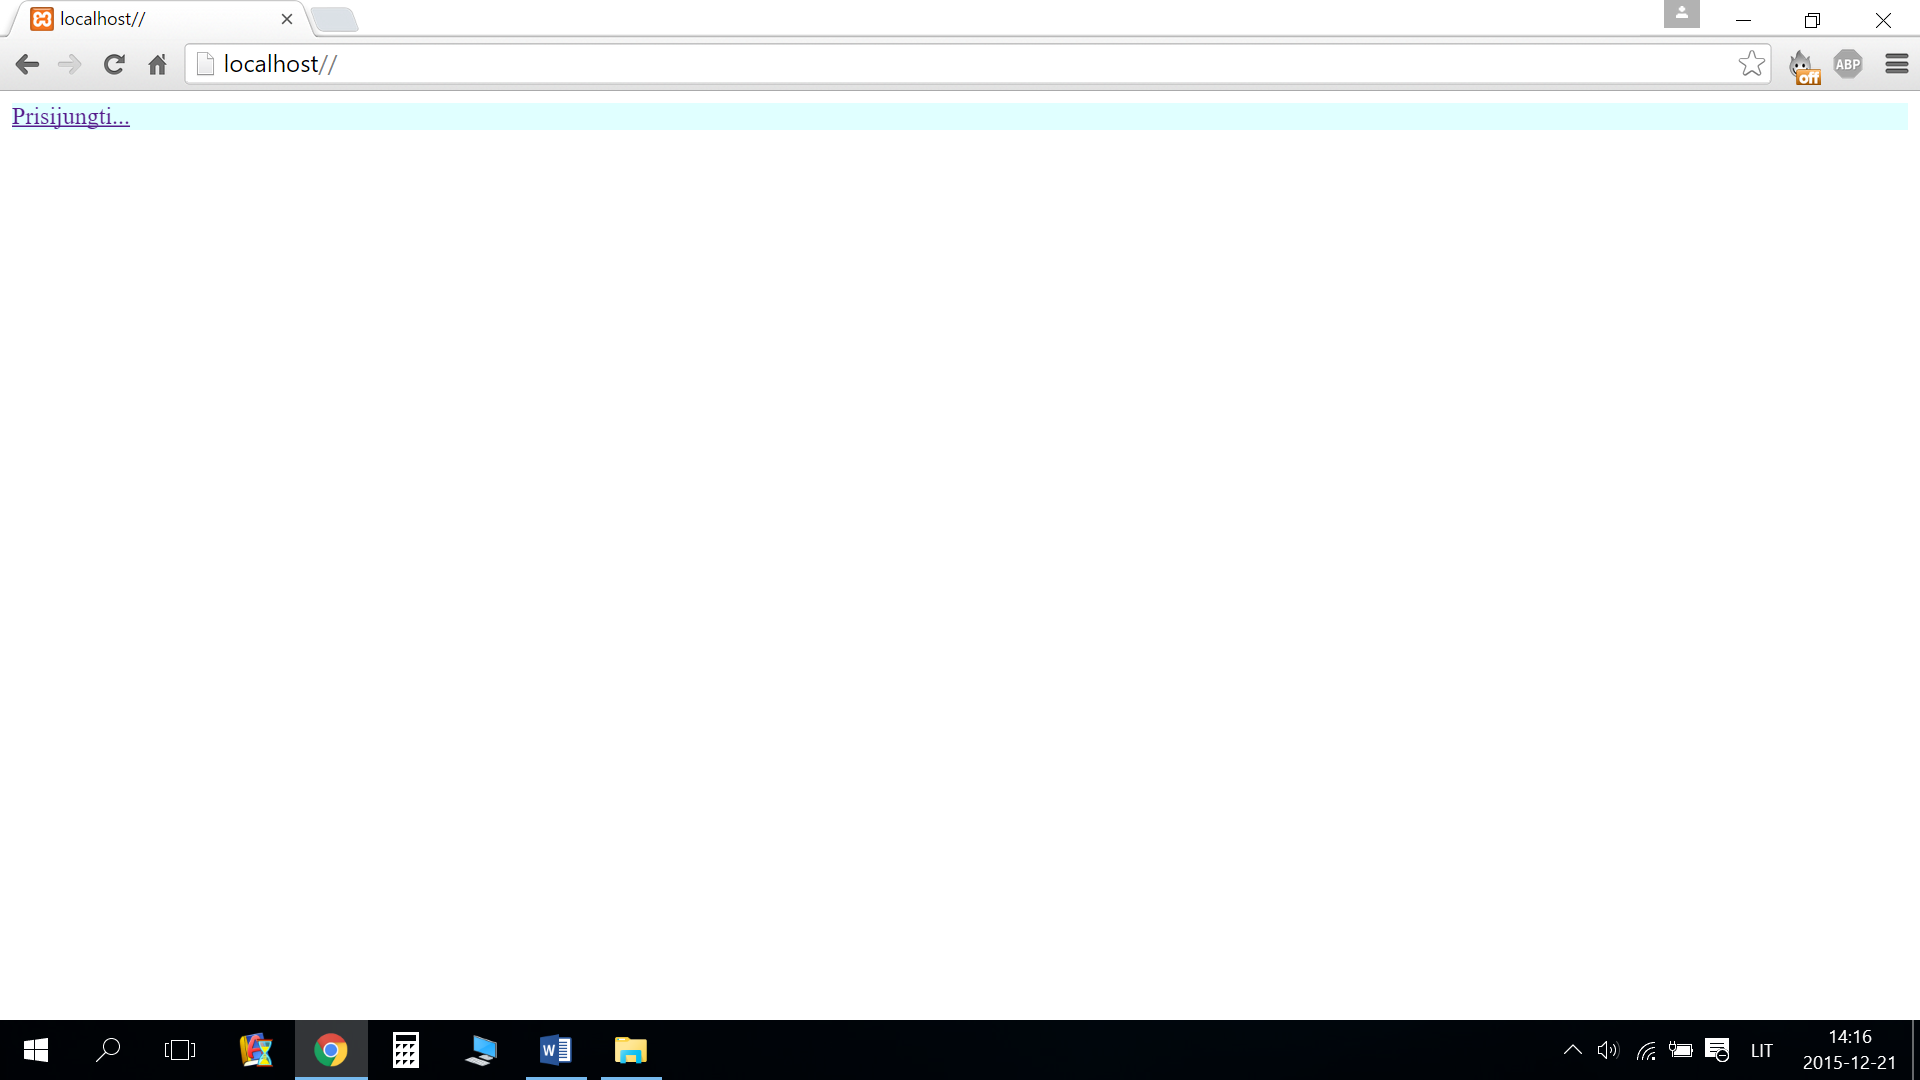 localhost//
localhost//
off
ABP
Prisijungti...
W
LIT
14:16
2015-12-21